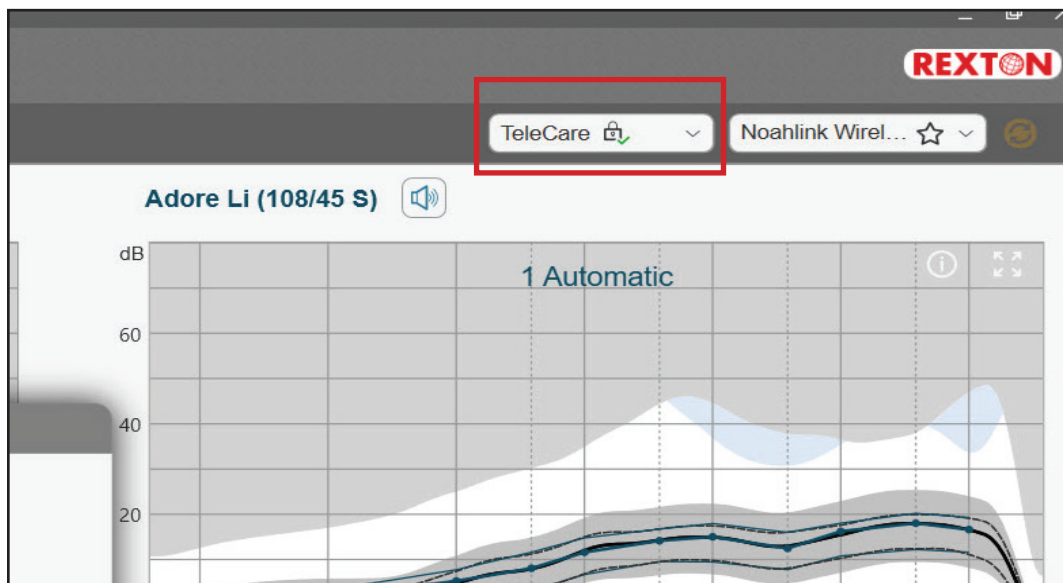 REXTON
TeleCare
Noahlink Wirel...
Adore Li (108/45 S)
dB
1 Automatic
60
40
20